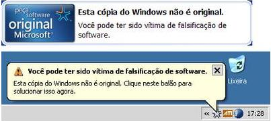 peça software
original
Microsoft
Esta cópia do Windows não é original.
Você pode ter sido vítima de falsificação de
software.
Lixeira
Você pode ter sido vítima de falsificação de software.
Esta cópia do Windows não é original. Clique neste balão para
solucionar isso agora.
17:28